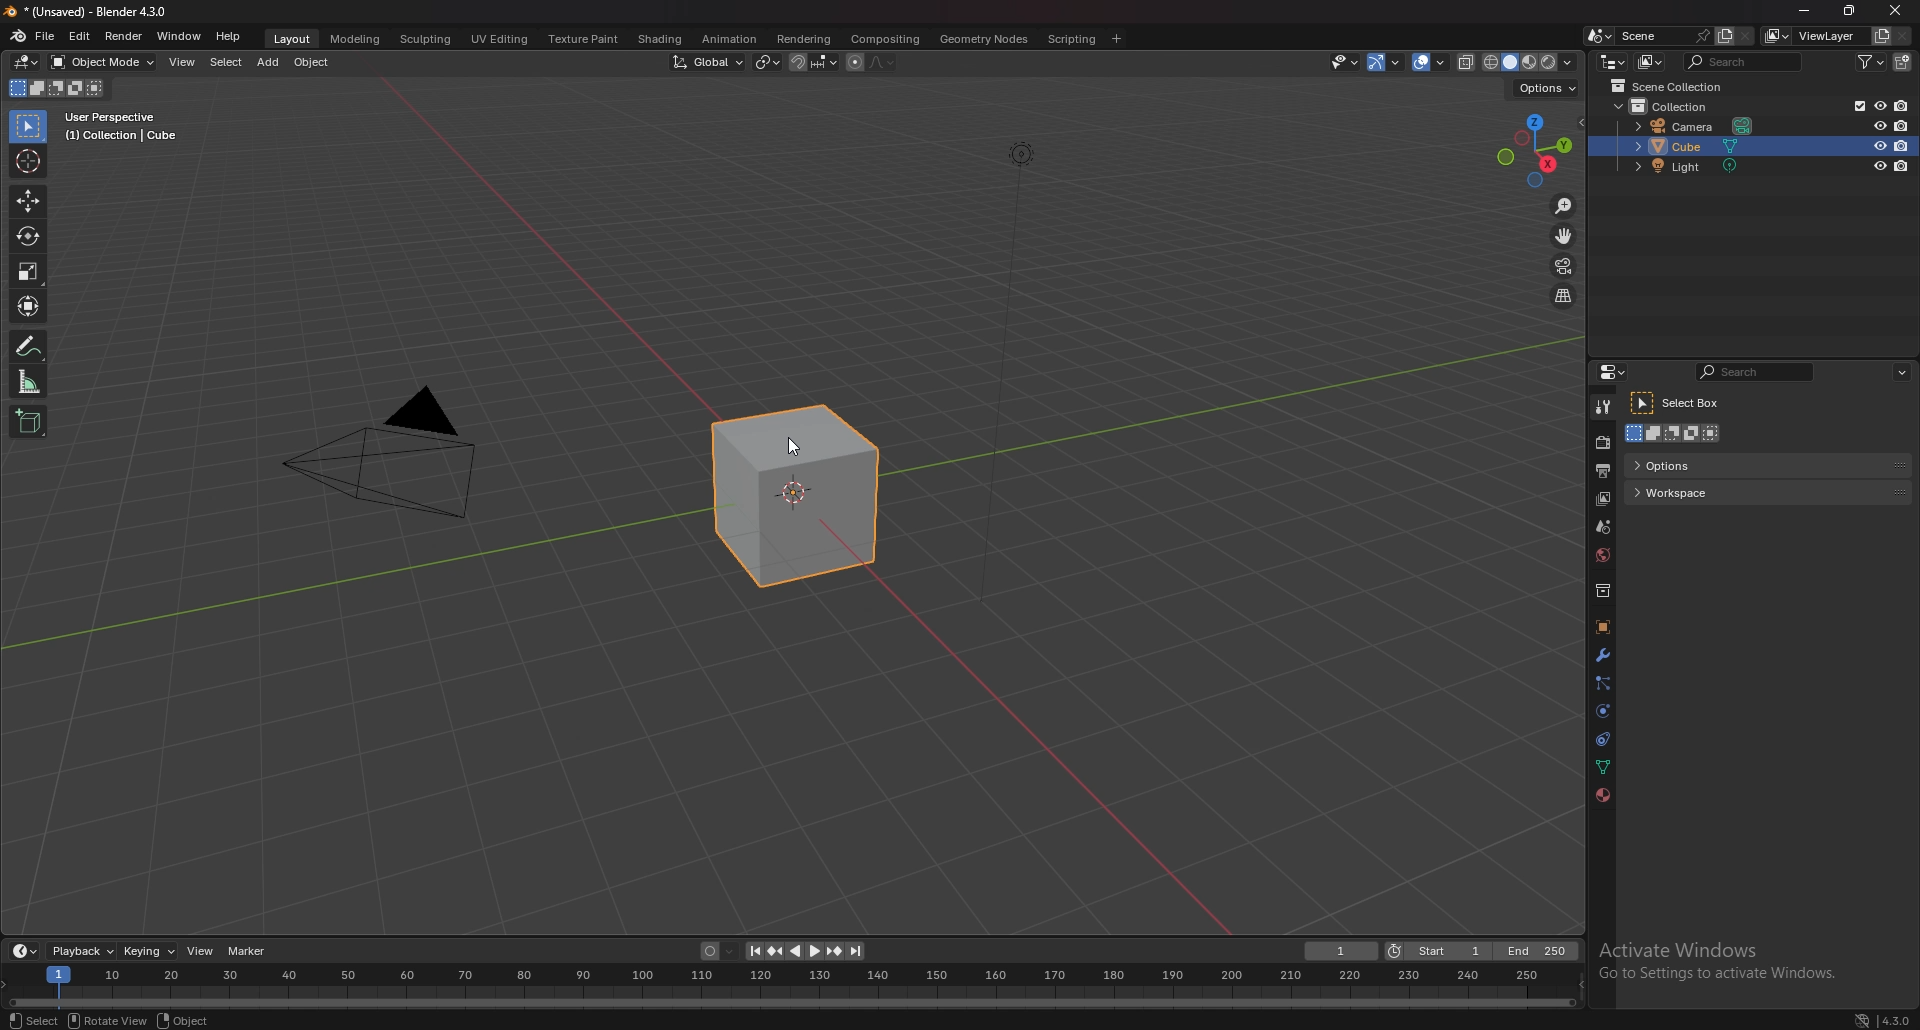 * (Unsaved) - Blender 4.3.0
File Edit Render Window Help Layout Modeling Sculpting UV Editing Texture Paint Shading Animation Rendering Compositing Geometry Nodes Scripting + Scene ViewLayer
Object Mode View Select Add Object Global Search
Options
Scene Collection
Collection
Camera
Cube
Light
User Perspective
(1) Collection | Cube
Z
Y
X
Search
Select Box
Options
Workspace
Playback Keying View Marker 1 Start 1 End 250
1 10 20 30 40 50 60 70 80 90 100 110 120 130 140 150 160 170 180 190 200 210 220 230 240 250
Activate Windows
Go to Settings to activate Windows.
Select Rotate View Object 4.3.0